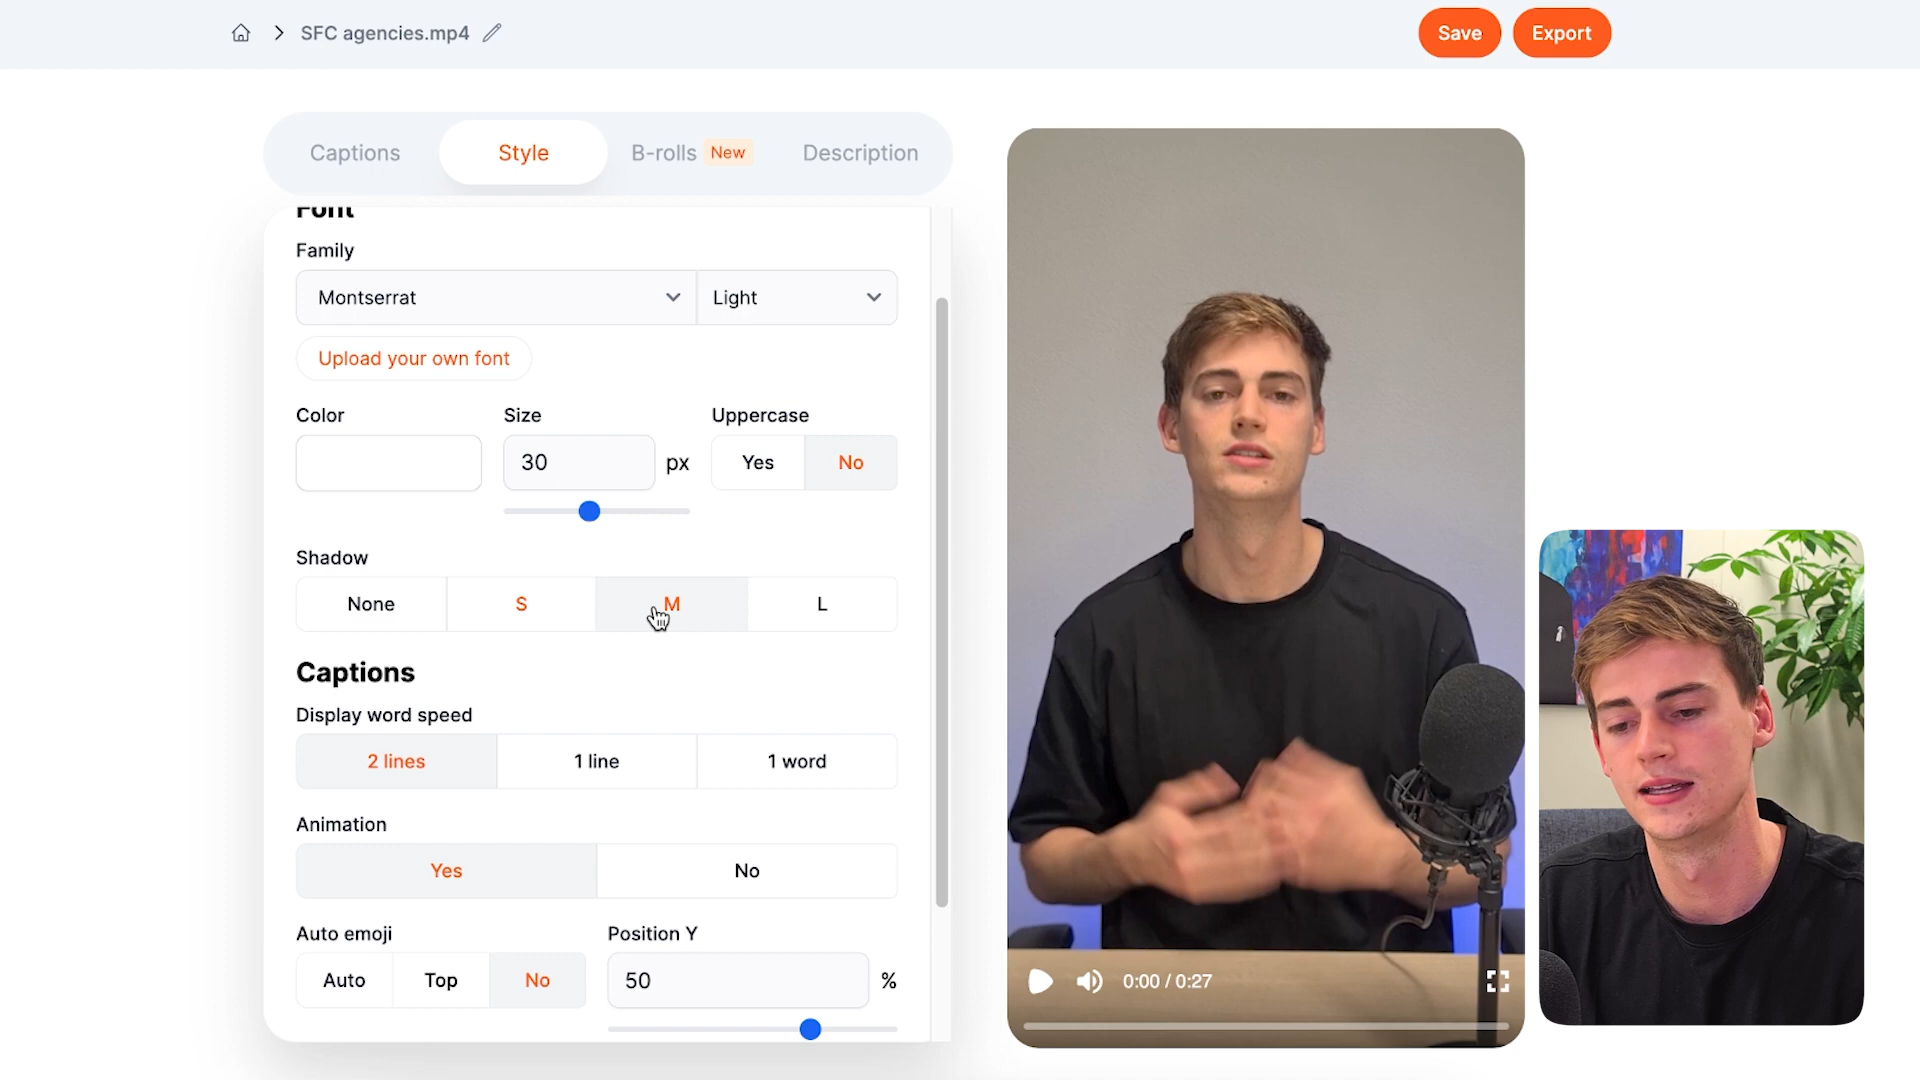 SFC agencies.mp4
Save
Export
Captions
Style
B-rolls New
Description
Font
Family
Montserrat
Light
Upload your own font
Color
Size
Uppercase
30 px
Yes
No
Shadow
None
S
M
L
Captions
Display word speed
2 lines
1 line
1 word
Animation
Yes
No
Auto emoji
Position Y
Auto
Top
No
50 %
0:00 / 0:27